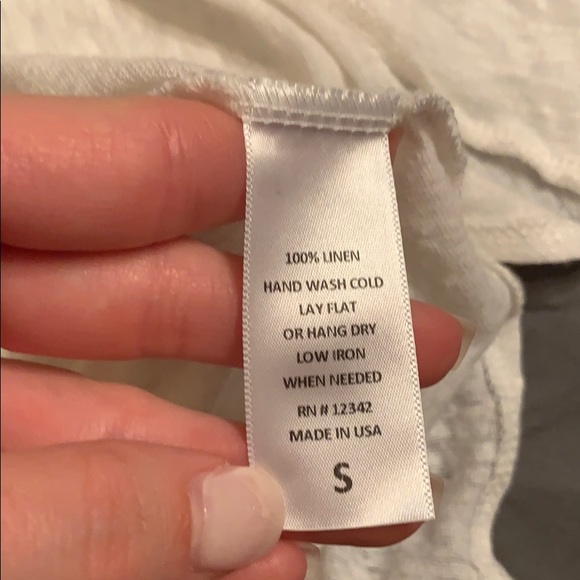 100% LINEN
HAND WASH COLD
LAY FLAT
OR HANG DRY
LOW IRON
WHEN NEEDED
RN # 12342
MADE IN USA
S